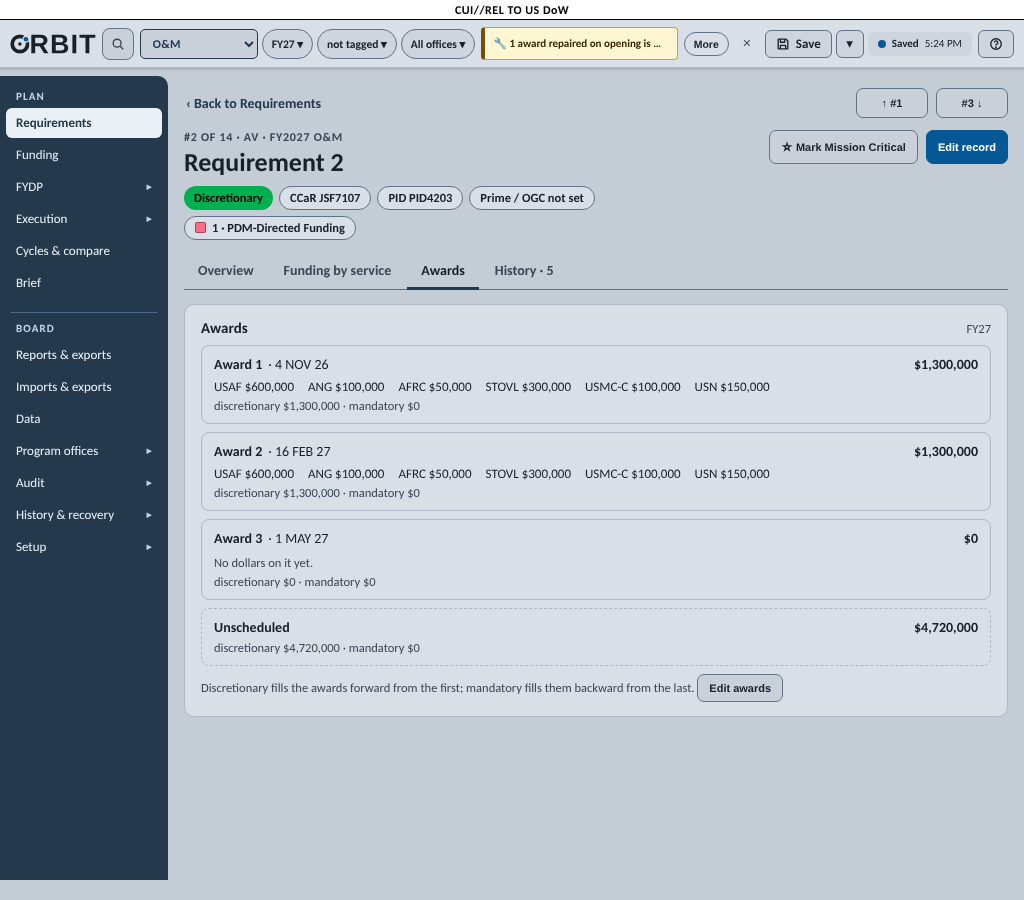 CUI//REL TO US DoW
ORBIT
O&M
FY27 ▾
not tagged ▾
All offices ▾
🔧 1 award repaired on opening is ...
More
×
Save
▾
Saved 5:24 PM
PLAN
Requirements
Funding
FYDP ▸
Execution ▸
Cycles & compare
Brief
BOARD
Reports & exports
Imports & exports
Data
Program offices ▸
Audit ▸
History & recovery ▸
Setup ▸
‹ Back to Requirements
↑ #1
#3 ↓
#2 OF 14 · AV · FY2027 O&M
Requirement 2
☆ Mark Mission Critical
Edit record
Discretionary
CCaR JSF7107
PID PID4203
Prime / OGC not set
1 · PDM-Directed Funding
Overview
Funding by service
Awards
History · 5
Awards
FY27
Award 1 · 4 NOV 26 $1,300,000
USAF $600,000 ANG $100,000 AFRC $50,000 STOVL $300,000 USMC-C $100,000 USN $150,000
discretionary $1,300,000 · mandatory $0
Award 2 · 16 FEB 27 $1,300,000
USAF $600,000 ANG $100,000 AFRC $50,000 STOVL $300,000 USMC-C $100,000 USN $150,000
discretionary $1,300,000 · mandatory $0
Award 3 · 1 MAY 27 $0
No dollars on it yet.
discretionary $0 · mandatory $0
Unscheduled $4,720,000
discretionary $4,720,000 · mandatory $0
Discretionary fills the awards forward from the first; mandatory fills them backward from the last. Edit awards